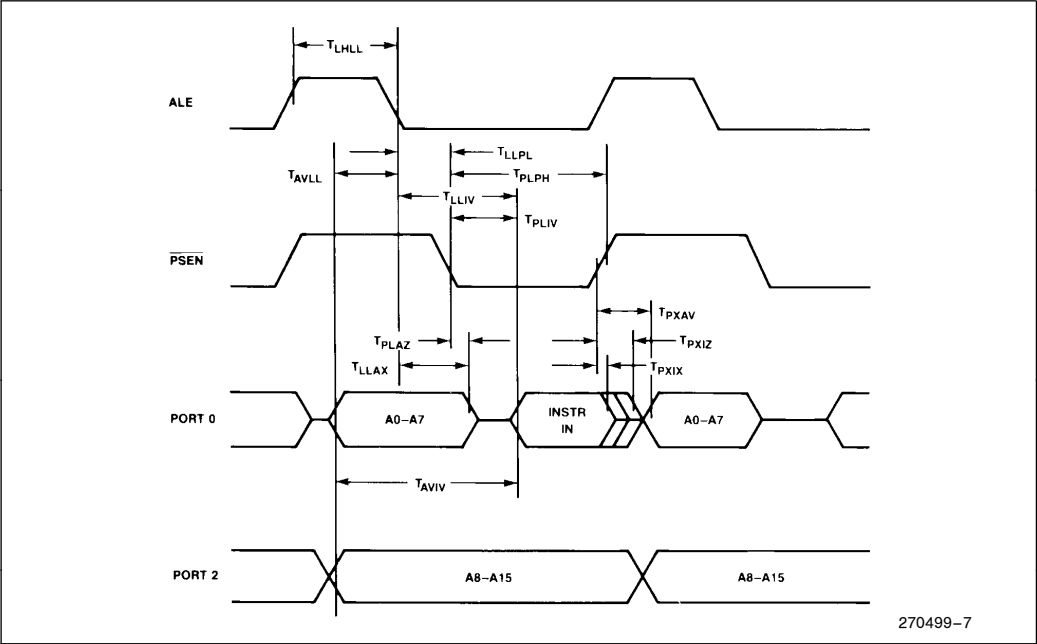 TLHLL
ALE
TLLPL
TAVLL
TPLPH
TLLIV
TPLIV
PSEN
TPXAV
TPLAZ
TPXIZ
TLLAX
TPXIX
PORT 0
A0–A7
INSTR
IN
A0–A7
TAVIV
PORT 2
A8–A15
A8–A15
270499–7